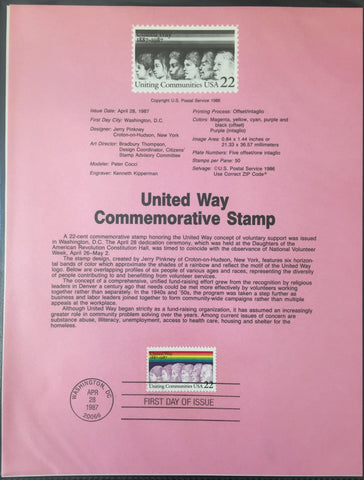 United Way
1887-1987
Uniting Communities USA 22
Copyright U.S. Postal Service 1986
Issue Date: April 28, 1987
First Day City: Washington, D.C.
Designer: Jerry Pinkney
Croton-on-Hudson, New York
Art Director: Bradbury Thompson,
Design Coordinator, Citizens'
Stamp Advisory Committee
Modeler: Peter Cocci
Engraver: Kenneth Kipperman
Printing Process: Offset/intaglio
Colors: Magenta, yellow, cyan, purple and
black (offset)
Purple (intaglio)
Image Area: 0.84 x 1.44 inches or
21.33 x 36.57 millimeters
Plate Numbers: Five offset/one intaglio
Stamps per Pane: 50
Selvage: ©U.S. Postal Service 1986
Use Correct ZIP Code®
United Way
Commemorative Stamp
A 22-cent commemorative stamp honoring the United Way concept of voluntary support was issued
in Washington, D.C. The April 28 dedication ceremony, which was held at the Daughters of the
American Revolution Constitution Hall, was timed to coincide with the observance of National Volunteer
Week, April 26-May 2.
The stamp design, created by Jerry Pinkney of Croton-on-Hudson, New York, features six horizon-
tal bands of color which approximate the shades of a rainbow and reflect the motif of the United Way
logo. Below are overlapping profiles of six people of various ages and races, representing the diversity
of people contributing to and benefiting from volunteer services.
The concept of a comprehensive, unified fund-raising effort grew from the recognition by religious
leaders in Denver a century ago that needs could be met more effectively by volunteers working
together rather than separately. In the 1940s and '50s, the program was taken a step further as
business and labor leaders joined together to form community-wide campaigns rather than multiple
appeals at the workplace.
Although United Way began strictly as a fund-raising organization, it has assumed an increasingly
greater role in community problem solving over the years. Among current issues of concern are
substance abuse, illiteracy, unemployment, access to health care, housing and shelter for the
homeless.
United Way
1887-1987
Uniting Communities USA 22
WASHINGTON, DC
APR
28
1987
20066
FIRST DAY OF ISSUE